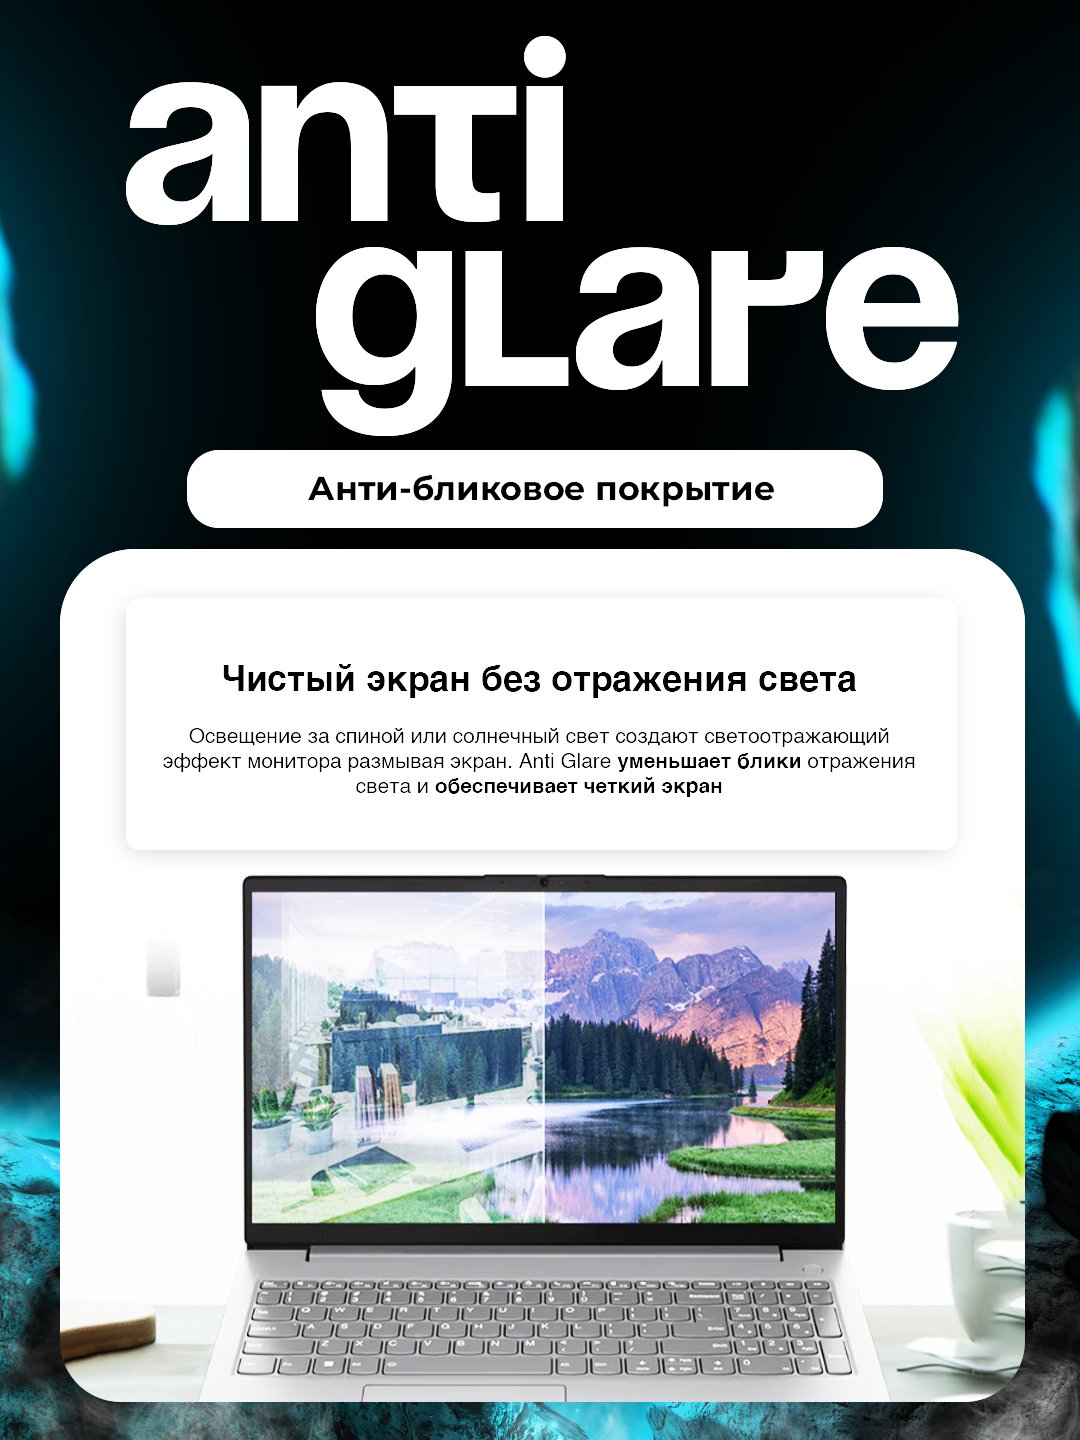 anti
glare
Анти-бликовое покрытие
Чистый экран без отражения света
Освещение за спиной или солнечный свет создают светоотражающий
эффект монитора размывая экран. Anti Glare уменьшает блики отражения
света и обеспечивает четкий экран